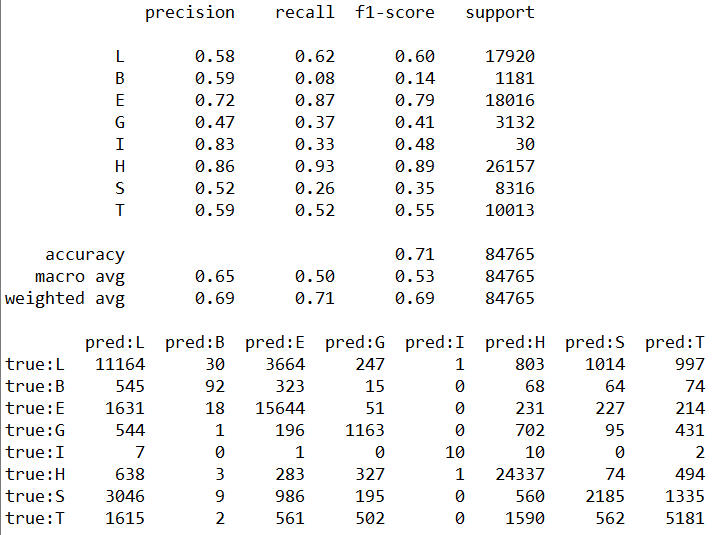 precision recall f1-score support
L 0.58 0.62 0.60 17920
B 0.59 0.08 0.14 1181
E 0.72 0.87 0.79 18016
G 0.47 0.37 0.41 3132
I 0.83 0.33 0.48 30
H 0.86 0.93 0.89 26157
S 0.52 0.26 0.35 8316
T 0.59 0.52 0.55 10013
accuracy 0.71 84765
macro avg 0.65 0.50 0.53 84765
weighted avg 0.69 0.71 0.69 84765
pred:L pred:B pred:E pred:G pred:I pred:H pred:S pred:T
true:L 11164 30 3664 247 1 803 1014 997
true:B 545 92 323 15 0 68 64 74
true:E 1631 18 15644 51 0 231 227 214
true:G 544 1 196 1163 0 702 95 431
true:I 7 0 1 0 10 10 0 2
true:H 638 3 283 327 1 24337 74 494
true:S 3046 9 986 195 0 560 2185 1335
true:T 1615 2 561 502 0 1590 562 5181